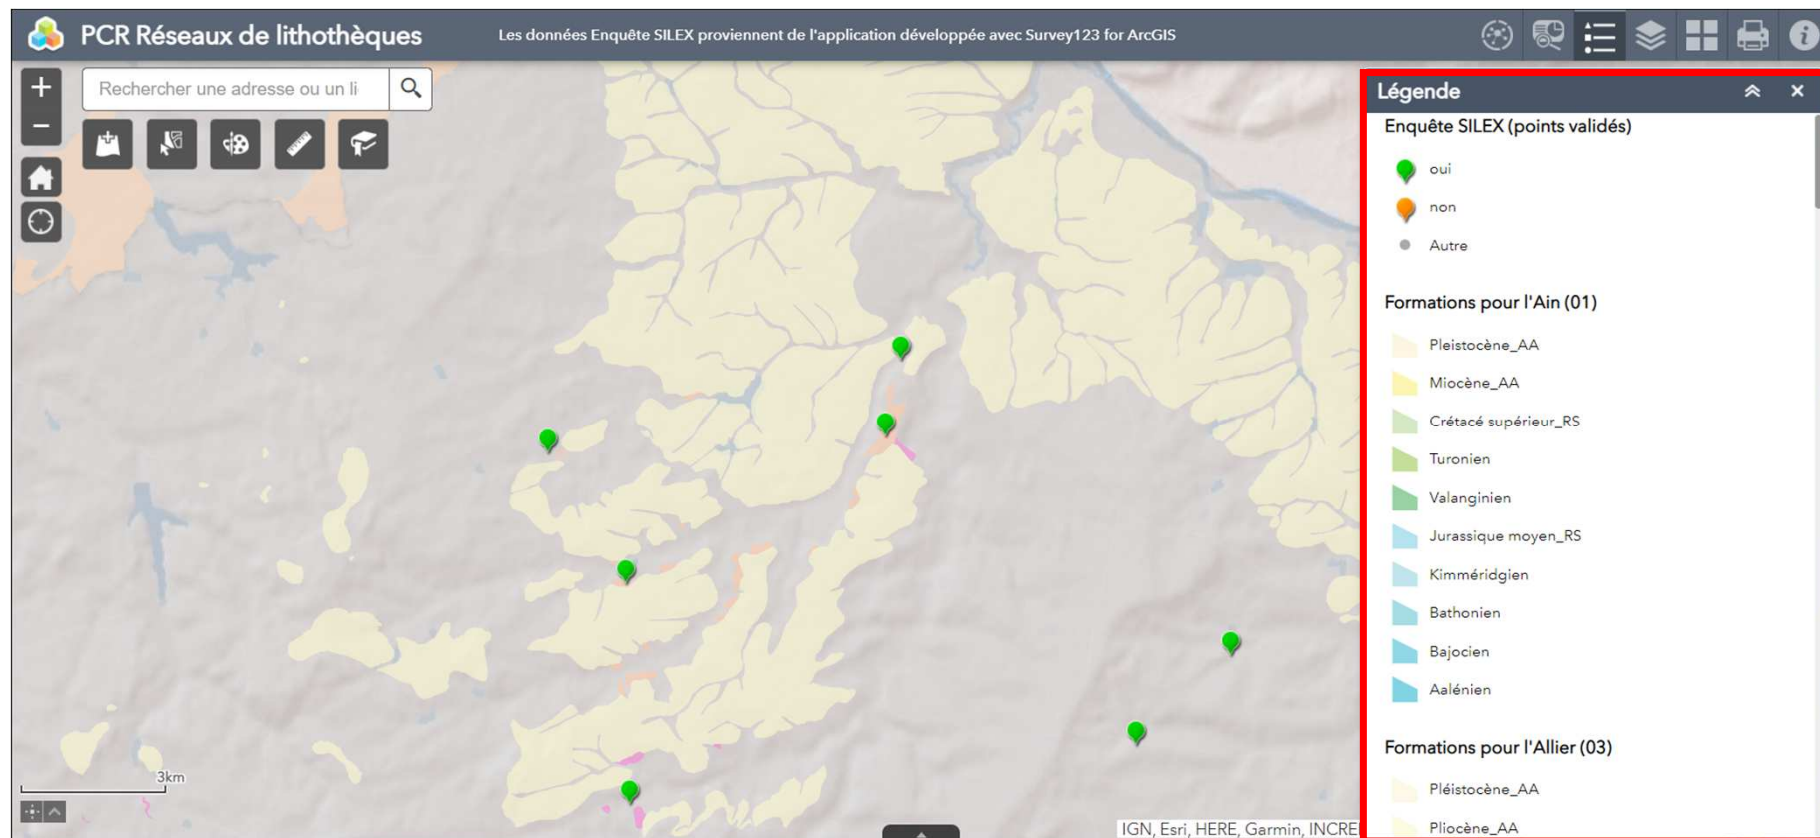 PCR Réseaux de lithothèques
Les données Enquête SILEX proviennent de l'application développée avec Survey123 for ArcGIS
+
Rechercher une adresse ou un li
−
Légende
Enquête SILEX (points validés)
oui
non
Autre
Formations pour l'Ain (01)
Pleistocène_AA
Miocène_AA
Crétacé supérieur_RS
Turonien
Valanginien
Jurassique moyen_RS
Kimméridgien
Bathonien
Bajocien
Aalénien
Formations pour l'Allier (03)
Pléistocène_AA
Pliocène_AA
3km
IGN, Esri, HERE, Garmin, INCRE